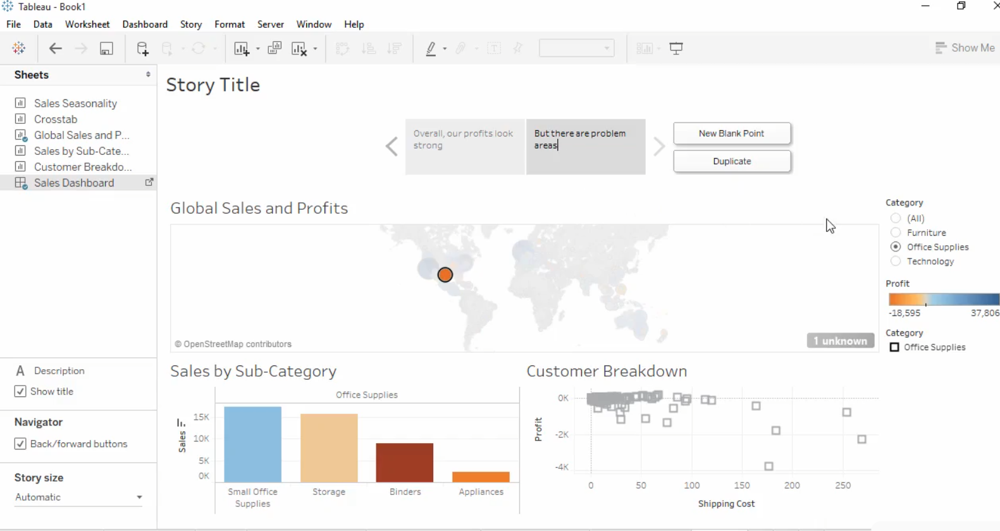 Tableau - Book1
File Data Worksheet Dashboard Story Format Server Window Help
Show Me
Sheets
Sales Seasonality
Crosstab
Global Sales and P...
Sales by Sub-Cate...
Customer Breakdo...
Sales Dashboard
A Description
Show title
Navigator
Back/forward buttons
Story size
Automatic
Story Title
Overall, our profits look
strong
But there are problem
areas
New Blank Point
Duplicate
Global Sales and Profits
© OpenStreetMap contributors
1 unknown
Category
(All)
Furniture
Office Supplies
Technology
Profit
-18,595 37,806
Category
Office Supplies
Sales by Sub-Category
Office Supplies
Sales
15K
10K
5K
0K
Small Office
Supplies
Storage
Binders
Appliances
Customer Breakdown
Profit
0K
-2K
-4K
0 50 100 150 200 250
Shipping Cost